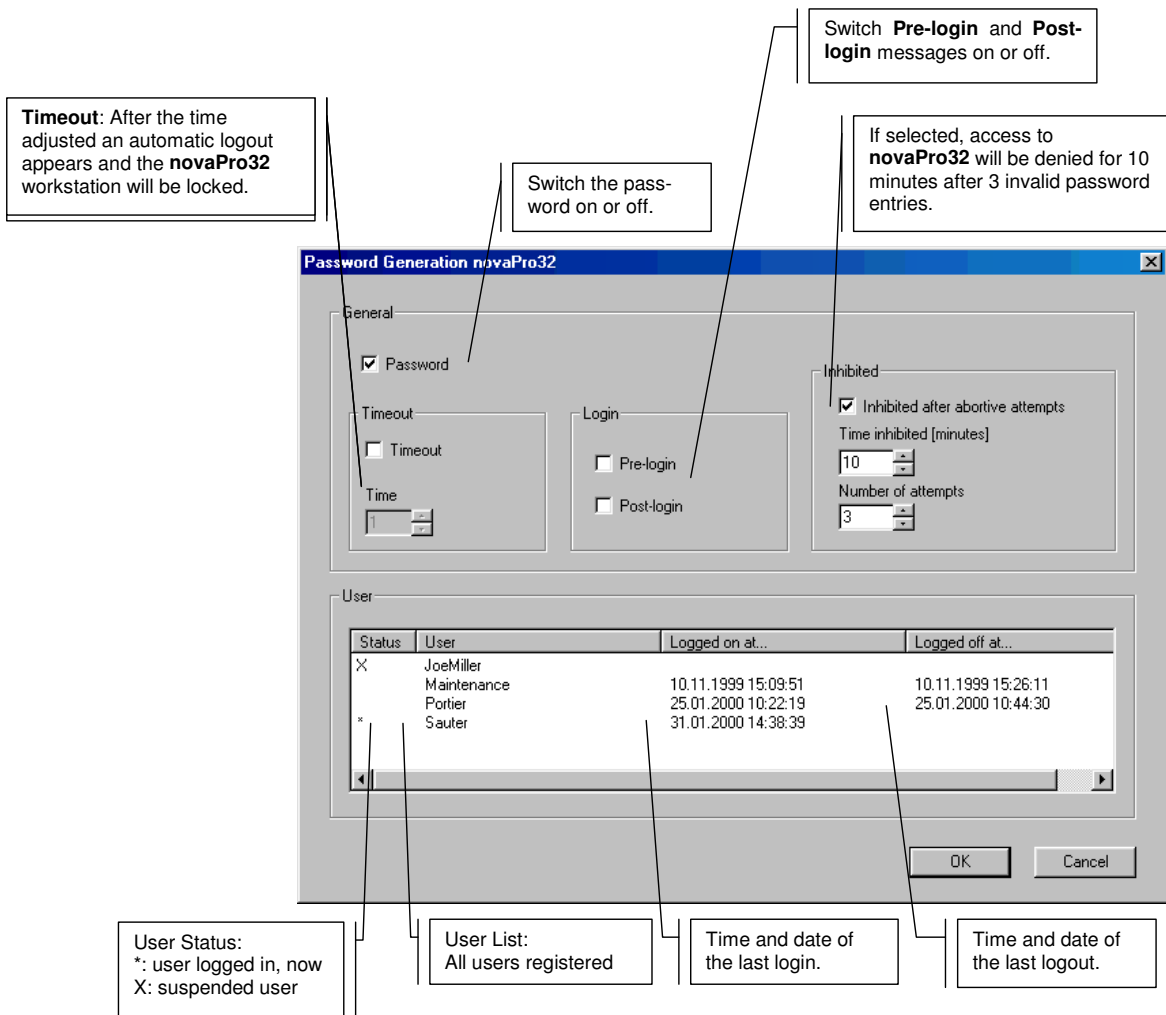 Switch Pre-login and Post-
login messages on or off.
Timeout: After the time
adjusted an automatic logout
appears and the novaPro32
workstation will be locked.
Switch the pass-
word on or off.
If selected, access to
novaPro32 will be denied for 10
minutes after 3 invalid password
entries.
Password Generation novaPro32
General
Password
Timeout
Timeout
Time
1
Login
Pre-login
Post-login
Inhibited
Inhibited after abortive attempts
Time inhibited [minutes]
10
Number of attempts
3
User
Status User Logged on at... Logged off at...
X JoeMiller
Maintenance 10.11.1999 15:09:51 10.11.1999 15:26:11
Portier 25.01.2000 10:22:19 25.01.2000 10:44:30
* Sauter 31.01.2000 14:38:39
OK Cancel
User Status:
*: user logged in, now
X: suspended user
User List:
All users registered
Time and date of
the last login.
Time and date of
the last logout.